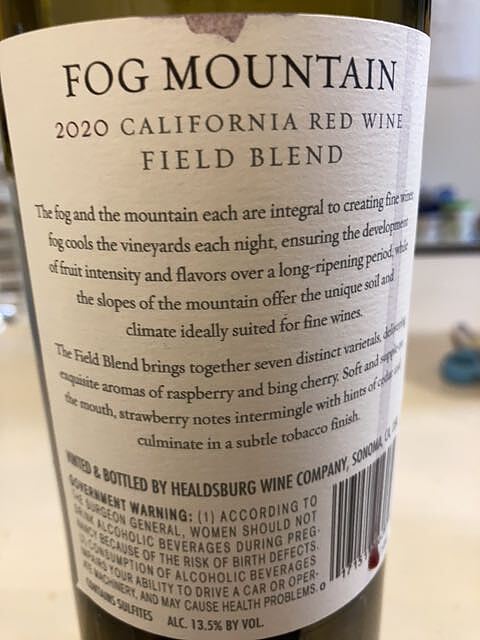 FOG MOUNTAIN
2020 CALIFORNIA RED WINE
FIELD BLEND
The fog and the mountain each are integral to creating fine wines
fog cools the vineyards each night, ensuring the development
of fruit intensity and flavors over a long-ripening period, while
the slopes of the mountain offer the unique soil and
climate ideally suited for fine wines.
The Field Blend brings together seven distinct varietals, delivering
exquisite aromas of raspberry and bing cherry. Soft and supple
the mouth, strawberry notes intermingle with hints of cedar and
culminate in a subtle tobacco finish.
VINTED & BOTTLED BY HEALDSBURG WINE COMPANY, SONOMA, CA, USA
GOVERNMENT WARNING: (1) ACCORDING TO
THE SURGEON GENERAL, WOMEN SHOULD NOT
DRINK ALCOHOLIC BEVERAGES DURING PREG-
NANCY BECAUSE OF THE RISK OF BIRTH DEFECTS.
CONSUMPTION OF ALCOHOLIC BEVERAGES
IMPAIRS YOUR ABILITY TO DRIVE A CAR OR OPER-
ATE MACHINERY, AND MAY CAUSE HEALTH PROBLEMS.
CONTAINS SULFITES ALC. 13.5% BY VOL.